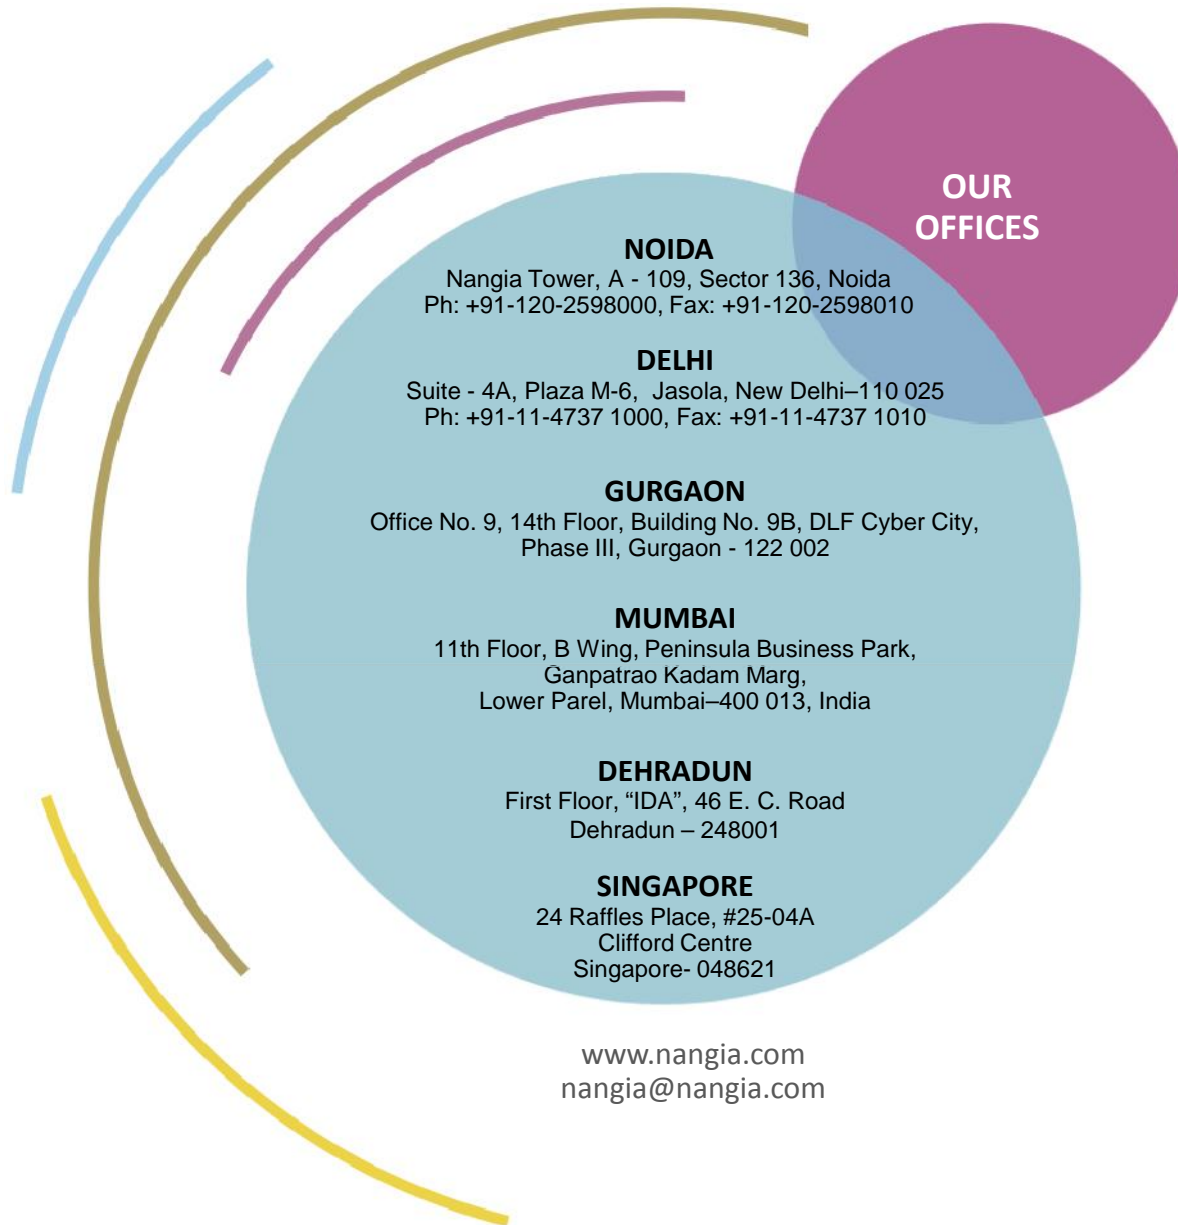 OUR
OFFICES
NOIDA
Nangia Tower, A - 109, Sector 136, Noida
Ph: +91-120-2598000, Fax: +91-120-2598010
DELHI
Suite - 4A, Plaza M-6, Jasola, New Delhi–110 025
Ph: +91-11-4737 1000, Fax: +91-11-4737 1010
GURGAON
Office No. 9, 14th Floor, Building No. 9B, DLF Cyber City,
Phase III, Gurgaon - 122 002
MUMBAI
11th Floor, B Wing, Peninsula Business Park,
Ganpatrao Kadam Marg,
Lower Parel, Mumbai–400 013, India
DEHRADUN
First Floor, “IDA”, 46 E. C. Road
Dehradun – 248001
SINGAPORE
24 Raffles Place, #25-04A
Clifford Centre
Singapore- 048621
www.nangia.com
nangia@nangia.com